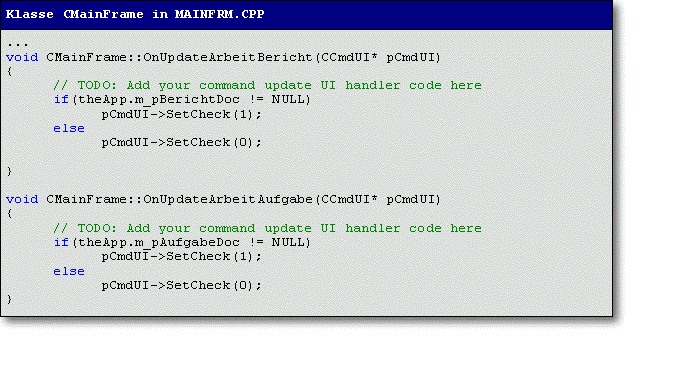 Klasse CMainFrame in MAINFRM.CPP
...
void CMainFrame::OnUpdateArbeitBericht(CCmdUI* pCmdUI)
{
// TODO: Add your command update UI handler code here
if(theApp.m_pBerichtDoc != NULL)
pCmdUI->SetCheck(1);
else
pCmdUI->SetCheck(0);
}
void CMainFrame::OnUpdateArbeitAufgabe(CCmdUI* pCmdUI)
{
// TODO: Add your command update UI handler code here
if(theApp.m_pAufgabeDoc != NULL)
pCmdUI->SetCheck(1);
else
pCmdUI->SetCheck(0);
}